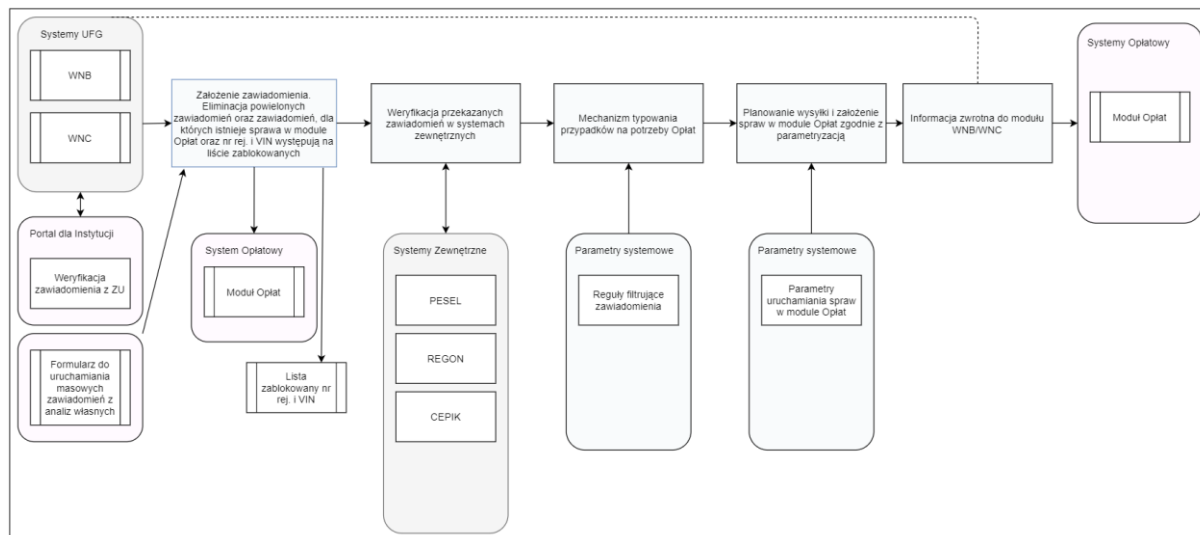 Systemy UFG
WNB
WNC
Portal dla Instytucji
Weryfikacja
zawiadomienia z ZU
Formularz do
uruchamiania
masowych
zawiadomień z
analiz własnych
Założenie zawiadomienia.
Eliminacja powielonych
zawiadomień oraz zawiadomień, dla
których istnieje sprawa w module
Opłat oraz nr rej. i VIN występują na
liście zablokowanych
System Opłatowy
Moduł Opłat
Lista
zablokowany nr
rej. i VIN
Weryfikacja przekazanych
zawiadomień w systemach
zewnętrznych
Systemy Zewnętrzne
PESEL
REGON
CEPIK
Mechanizm typowania
przypadków na potrzeby Opłat
Parametry systemowe
Reguły filtrujące
zawiadomienia
Planowanie wysyłki i założenie
spraw w module Opłat zgodnie z
parametryzacją
Parametry systemowe
Parametry
uruchamiania spraw
w module Opłat
Informacja zwrotna do modułu
WNB/WNC
Systemy Opłatowy
Moduł Opłat